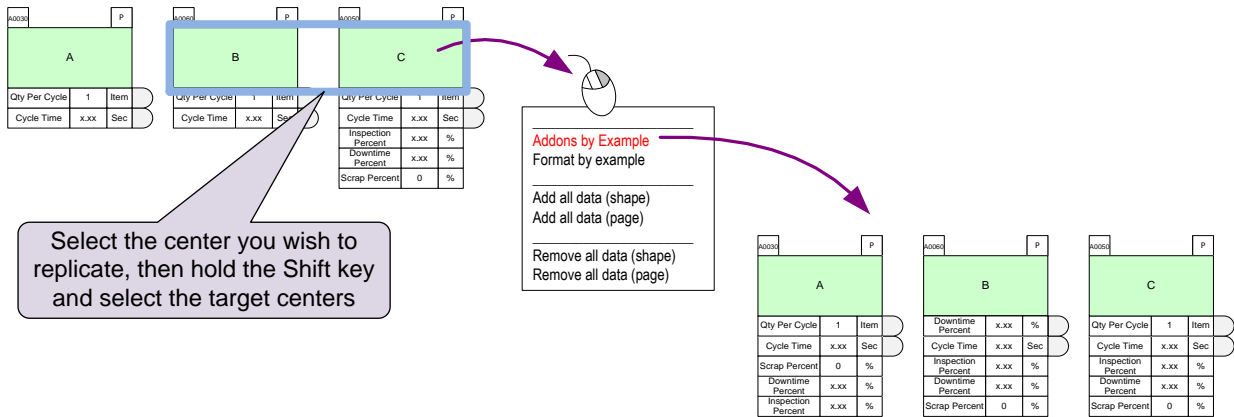 A0030
P
A
Qty Per Cycle 1 Item
Cycle Time x.xx Sec
A0060
P
B
Qty Per Cycle 1 Item
Cycle Time x.xx Sec
A0050
P
C
Qty Per Cycle 1 Item
Cycle Time x.xx Sec
Inspection
Percent x.xx %
Downtime
Percent x.xx %
Scrap Percent 0 %
Select the center you wish to
replicate, then hold the Shift key
and select the target centers
Addons by Example
Format by example
Add all data (shape)
Add all data (page)
Remove all data (shape)
Remove all data (page)
A0030
P
A
Qty Per Cycle 1 Item
Cycle Time x.xx Sec
Scrap Percent 0 %
Downtime
Percent x.xx %
Inspection
Percent x.xx %
A0060
P
B
Downtime
Percent x.xx %
Cycle Time x.xx Sec
Inspection
Percent x.xx %
Downtime
Percent x.xx %
Scrap Percent 0 %
A0050
P
C
Qty Per Cycle 1 Item
Cycle Time x.xx Sec
Inspection
Percent x.xx %
Downtime
Percent x.xx %
Scrap Percent 0 %